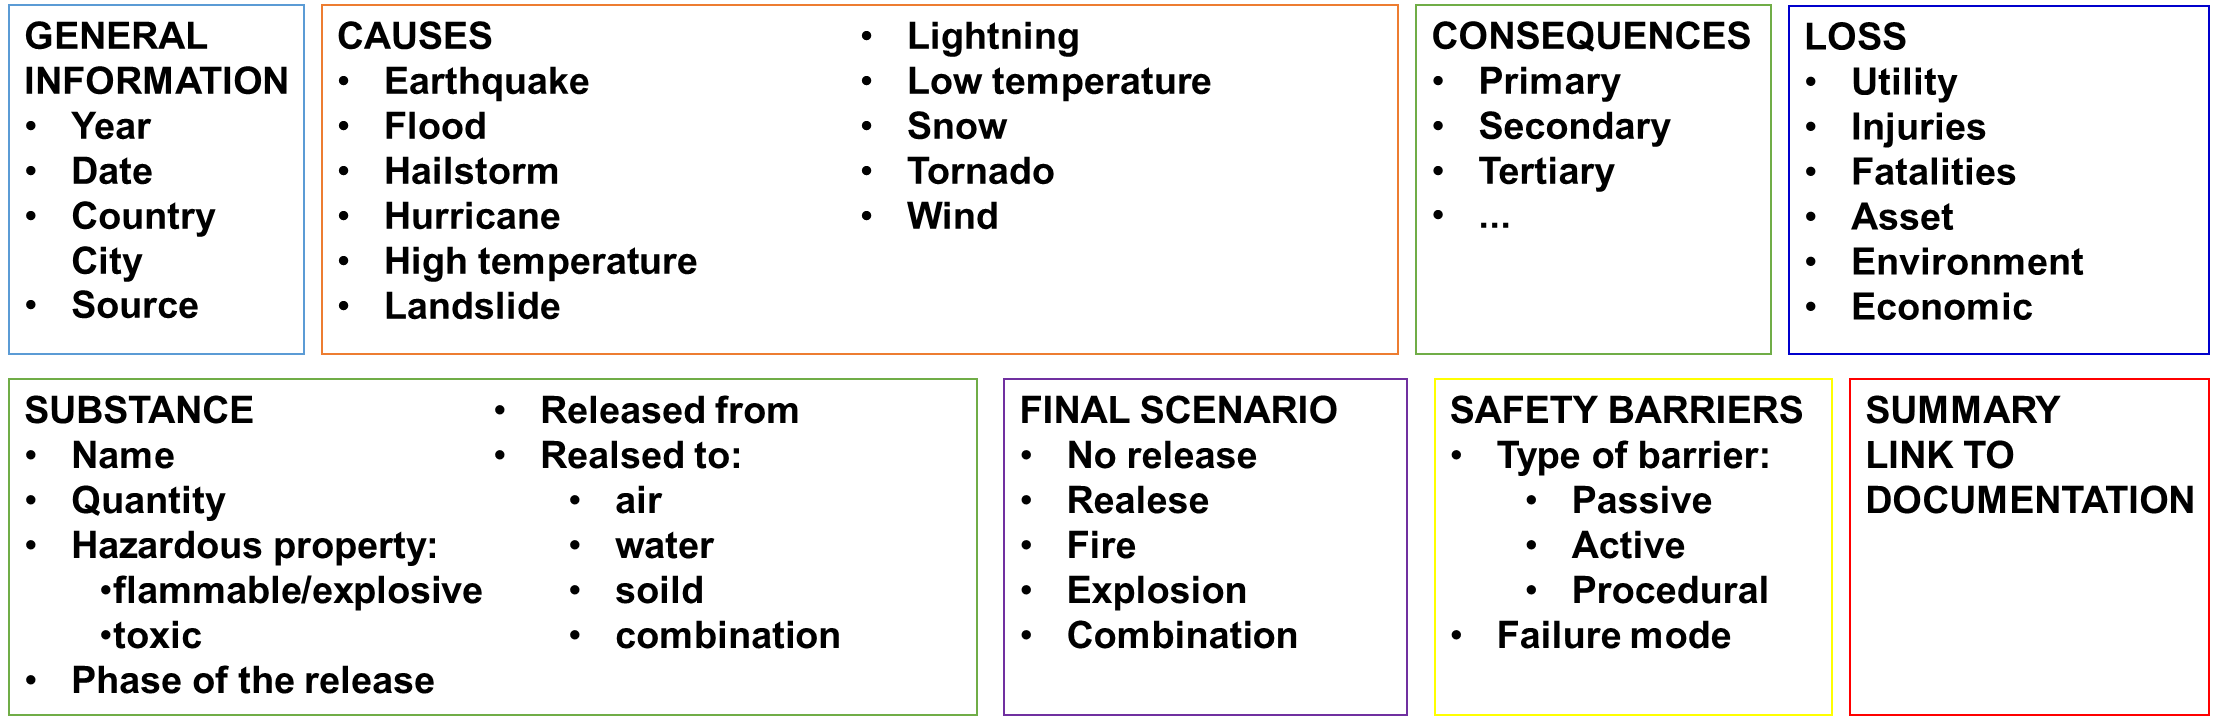 GENERAL
INFORMATION
• Year
• Date
• Country
City
• Source
CAUSES
• Earthquake
• Flood
• Hailstorm
• Hurricane
• High temperature
• Landslide
• Lightning
• Low temperature
• Snow
• Tornado
• Wind
CONSEQUENCES
• Primary
• Secondary
• Tertiary
• ...
LOSS
• Utility
• Injuries
• Fatalities
• Asset
• Environment
• Economic
SUBSTANCE
• Name
• Quantity
• Hazardous property:
•flammable/explosive
•toxic
• Phase of the release
• Released from
• Realsed to:
• air
• water
• soild
• combination
FINAL SCENARIO
• No release
• Realese
• Fire
• Explosion
• Combination
SAFETY BARRIERS
• Type of barrier:
• Passive
• Active
• Procedural
• Failure mode
SUMMARY
LINK TO
DOCUMENTATION